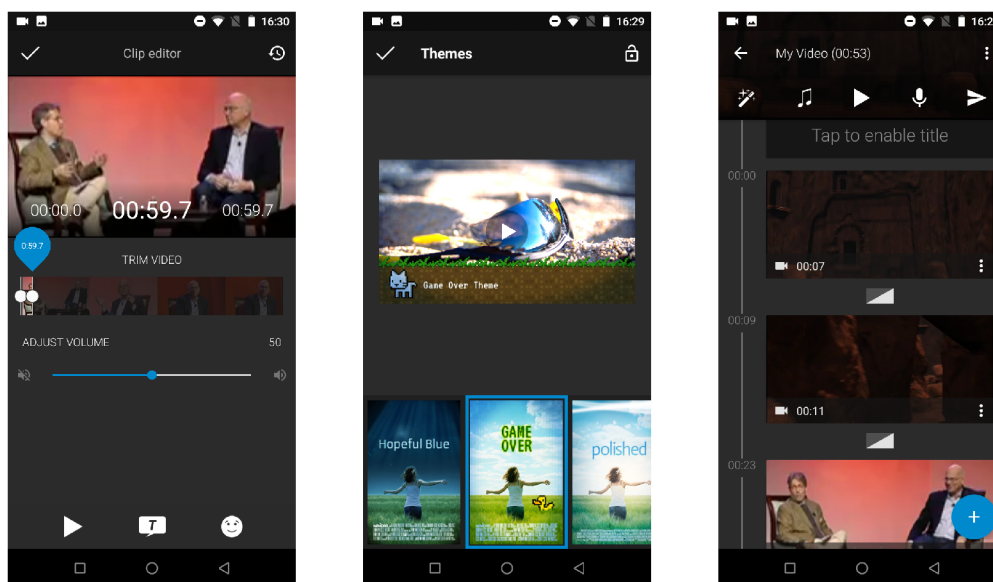 16:30
Clip editor
00:00.0
00:59.7
00:59.7
0:59.7
TRIM VIDEO
ADJUST VOLUME
50
T
16:29
Themes
Game Over Theme
Hopeful Blue
GAME
OVER
polished
16:2
My Video (00:53)
Tap to enable title
00:00
00:07
00:09
00:11
00:23